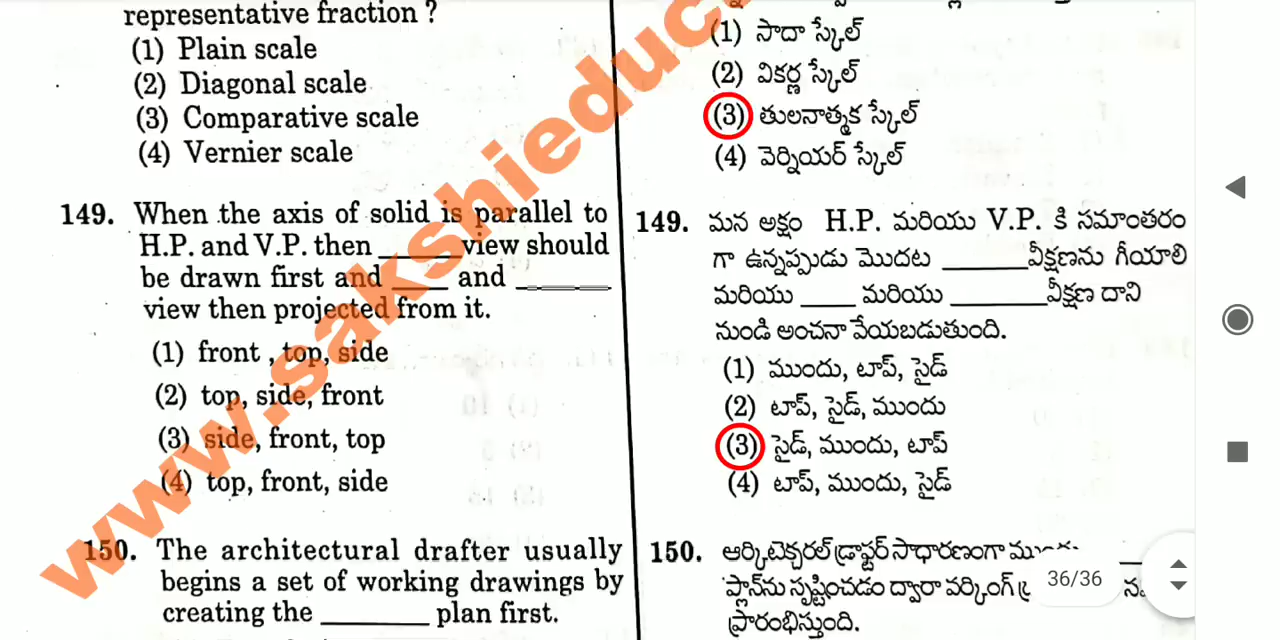 representative fraction ?
(1) Plain scale
(2) Diagonal scale
(3) Comparative scale
(4) Vernier scale
149. When the axis of solid is parallel to
H.P. and V.P. then ______ view should
be drawn first and ____ and _______
view then projected from it.
(1) front , top, side
(2) top, side, front
(3) side, front, top
(4) top, front, side
150. The architectural drafter usually
begins a set of working drawings by
creating the ________ plan first.
(1) సాదా స్కేల్
(2) వికర్ణ స్కేల్
(3) తులనాత్మక స్కేల్
(4) వెర్నియర్ స్కేల్
149. మన అక్షం H.P. మరియు V.P. కి సమాంతరం
గా ఉన్నప్పుడు మొదట ______వీక్షణను గీయాలి
మరియు ____ మరియు _______వీక్షణ దాని
నుండి అంచనా వేయబడుతుంది.
(1) ముందు, టాప్, సైడ్
(2) టాప్, సైడ్, ముందు
(3) సైడ్, ముందు, టాప్
(4) టాప్, ముందు, సైడ్
150. ఆర్కిటెక్చరల్ డ్రాఫ్టర్ సాధారణంగా
ప్లాన్‌ను సృష్టించడం ద్వారా వర్కింగ్
ప్రారంభిస్తుంది.
36/36
www.sakshieduc